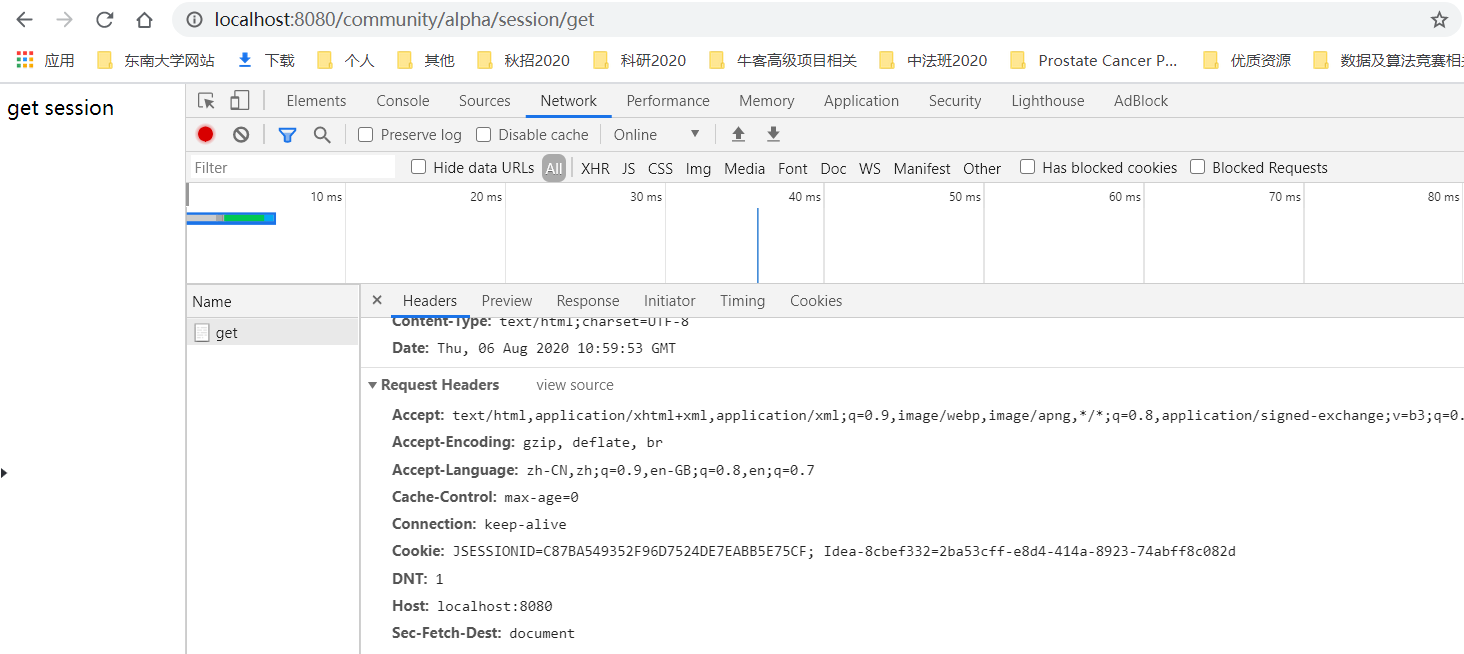 localhost:8080/community/alpha/session/get
应用 东南大学网站 下载 个人 其他 秋招2020 科研2020 牛客高级项目相关 中法班2020 Prostate Cancer P... 优质资源 数据及算法竞赛相
get session
Elements Console Sources Network Performance Memory Application Security Lighthouse AdBlock
Preserve log Disable cache Online
Filter Hide data URLs All XHR JS CSS Img Media Font Doc WS Manifest Other Has blocked cookies Blocked Requests
10 ms 20 ms 30 ms 40 ms 50 ms 60 ms 70 ms 80 ms
Name Headers Preview Response Initiator Timing Cookies
get
Content-Type: text/html;charset=UTF-8
Date: Thu, 06 Aug 2020 10:59:53 GMT
Request Headers view source
Accept: text/html,application/xhtml+xml,application/xml;q=0.9,image/webp,image/apng,*/*;q=0.8,application/signed-exchange;v=b3;q=0.
Accept-Encoding: gzip, deflate, br
Accept-Language: zh-CN,zh;q=0.9,en-GB;q=0.8,en;q=0.7
Cache-Control: max-age=0
Connection: keep-alive
Cookie: JSESSIONID=C87BA549352F96D7524DE7EABB5E75CF; Idea-8cbef332=2ba53cff-e8d4-414a-8923-74abff8c082d
DNT: 1
Host: localhost:8080
Sec-Fetch-Dest: document